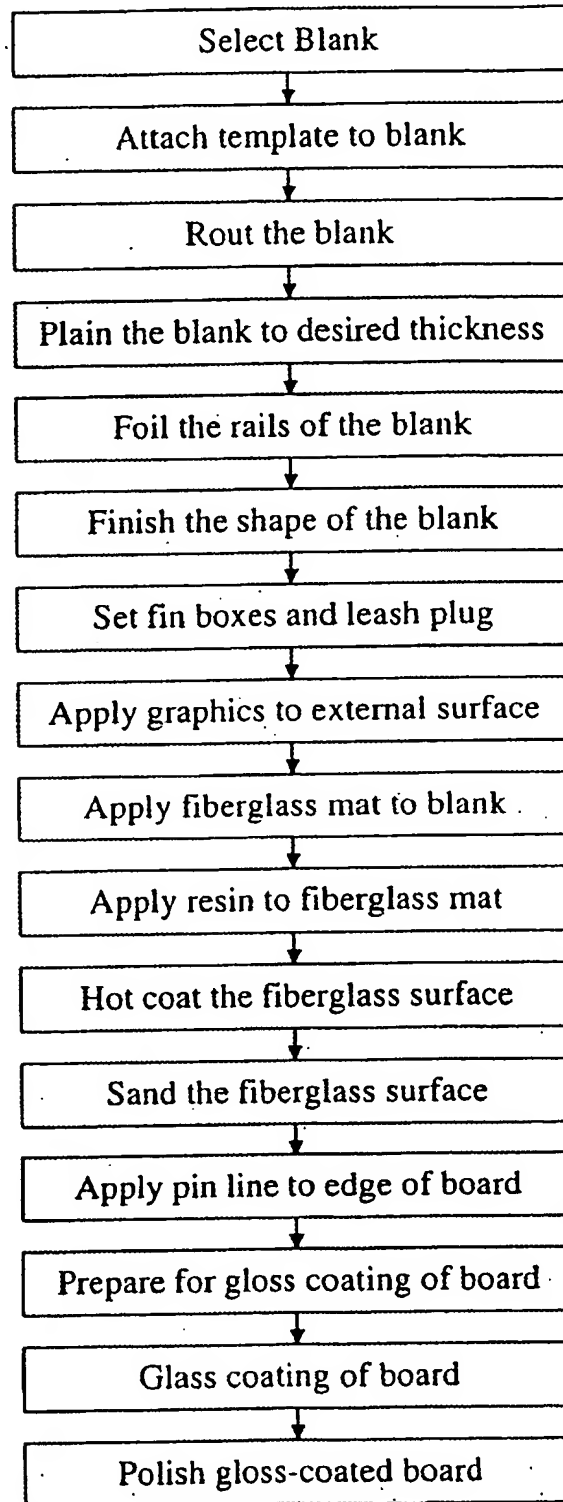 Select Blank
Attach template to blank
Rout the blank
Plain the blank to desired thickness
Foil the rails of the blank
Finish the shape of the blank
Set fin boxes and leash plug
Apply graphics to external surface
Apply fiberglass mat to blank
Apply resin to fiberglass mat
Hot coat the fiberglass surface
Sand the fiberglass surface
Apply pin line to edge of board
Prepare for gloss coating of board
Glass coating of board
Polish gloss-coated board